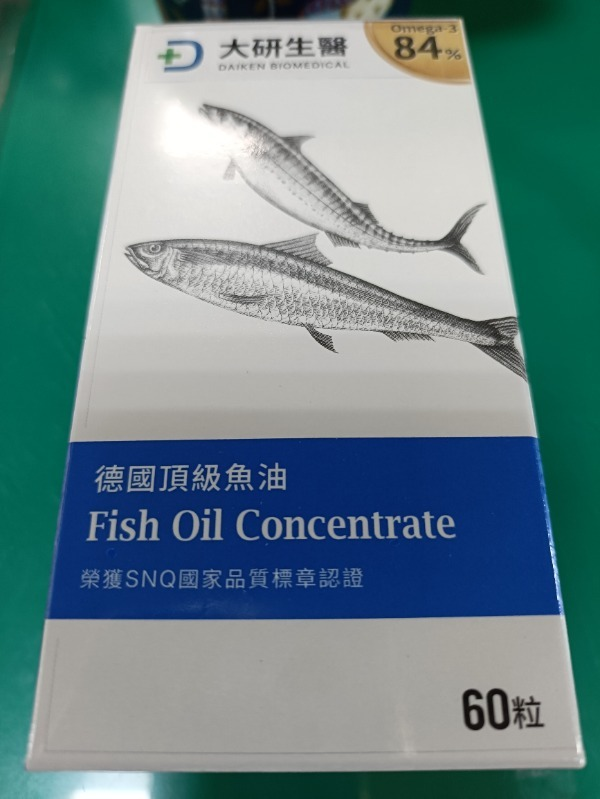 大研生醫
DAIKEN BIOMEDICAL
Omega-3
84%
德國頂級魚油
Fish Oil Concentrate
榮獲SNQ國家品質標章認證
60粒